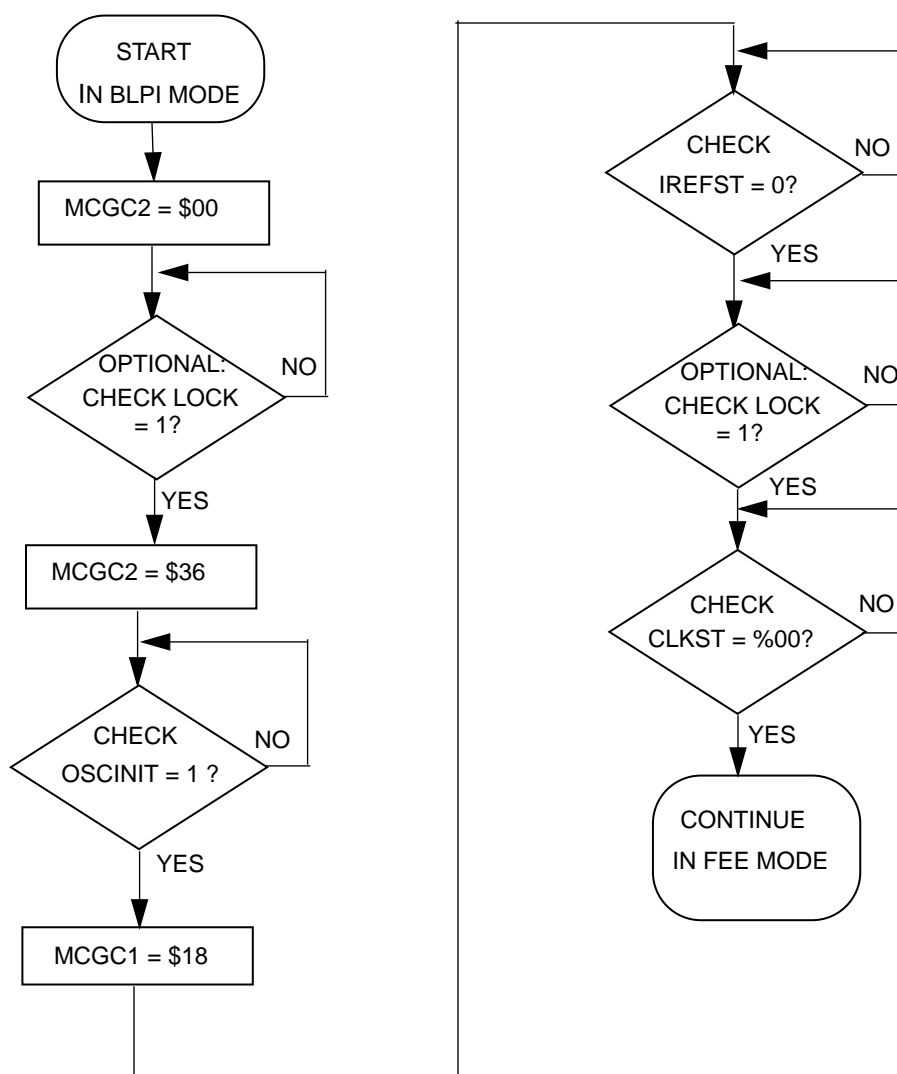 START
IN BLPI MODE
MCGC2 = $00
OPTIONAL:
CHECK LOCK
= 1?
NO
YES
MCGC2 = $36
CHECK
OSCINIT = 1 ?
NO
YES
MCGC1 = $18
CHECK
IREFST = 0?
NO
YES
OPTIONAL:
CHECK LOCK
= 1?
NO
YES
CHECK
CLKST = %00?
NO
YES
CONTINUE
IN FEE MODE